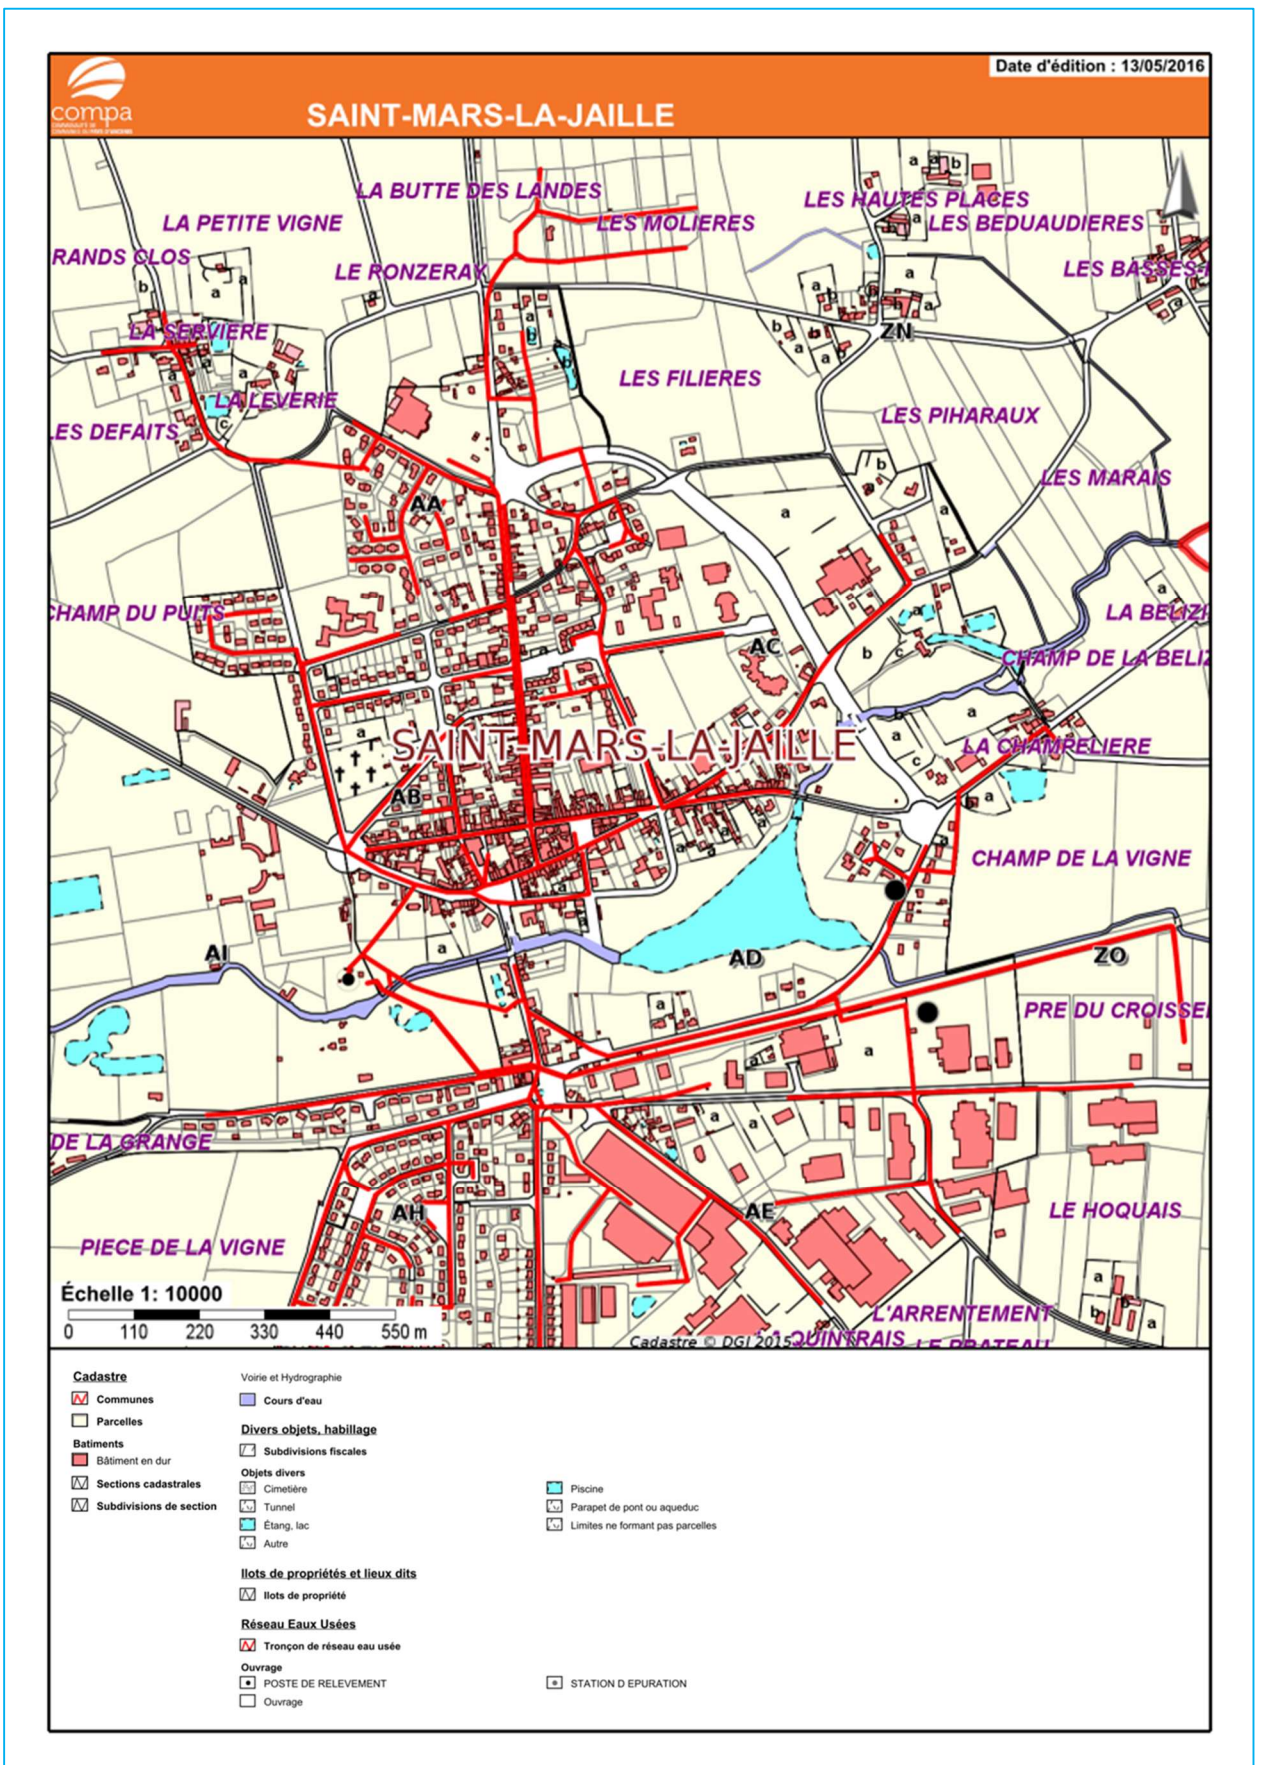 Date d'édition : 13/05/2016
compa
SAINT-MARS-LA-JAILLE
LA BUTTE DES LANDES
LES HAUTES PLACES
LA PETITE VIGNE
LES MOLIERES
LES BEDUAUDIERES
RANDS CLOS
LE RONZERAY
LES BASSES-
LA SERVIERE
ZN
LES FILIERES
LA LEVERIE
LES PIHARAUX
LES DEFAITS
LES MARAIS
AA
CHAMP DU PUITS
LA BELIZI
AC
CHAMP DE LA BELIZ
SAINT-MARS-LA-JAILLE
LA CHAMPELIERE
AB
CHAMP DE LA VIGNE
AI
AD
ZO
PRE DU CROISSE
DE LA GRANGE
AH
AE
LE HOQUAIS
PIECE DE LA VIGNE
Échelle 1: 10000
L'ARRENTEMENT
0 110 220 330 440 550 m
Cadastre © DGI 2015
QUINTRAIS
LE PRATEAU
Cadastre
Communes
Parcelles
Batiments
Bâtiment en dur
Sections cadastrales
Subdivisions de section
Voirie et Hydrographie
Cours d'eau
Divers objets, habillage
Subdivisions fiscales
Objets divers
Cimetière
Tunnel
Étang, lac
Autre
Piscine
Parapet de pont ou aqueduc
Limites ne formant pas parcelles
Ilots de propriétés et lieux dits
Ilots de propriété
Réseau Eaux Usées
Tronçon de réseau eau usée
Ouvrage
POSTE DE RELEVEMENT
Ouvrage
STATION D EPURATION